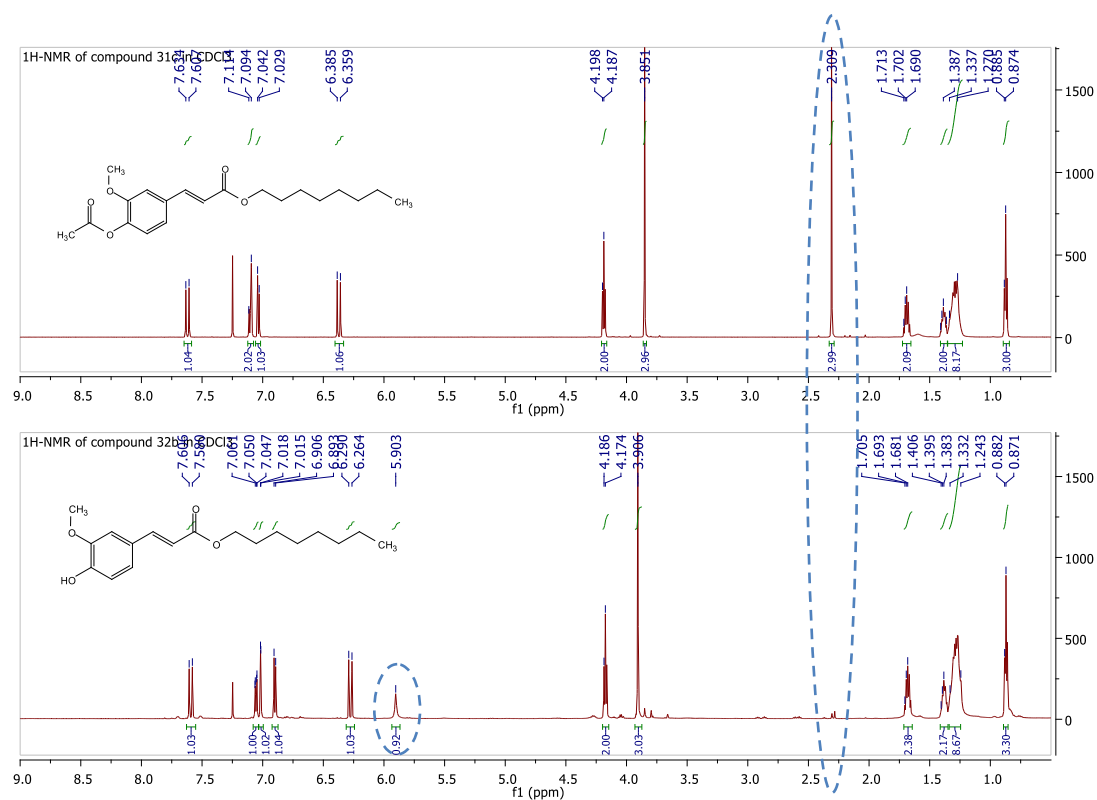 1H-NMR of compound 31c in CDCl3
7.634 7.607 7.114 7.094 7.042 7.029 6.385 6.359 4.198 4.187 3.851 2.309 1.713 1.702 1.690 1.387 1.337 1.270 0.885 0.874
1500
1000
500
0
CH3
O
O
O
O
O
H3C
CH3
1.04 2.02 1.03 1.06 2.00 2.96 2.99 2.09 2.00 8.17 3.00
9.0 8.5 8.0 7.5 7.0 6.5 6.0 5.5 5.0 4.5 4.0 3.5 3.0 2.5 2.0 1.5 1.0
f1 (ppm)
1H-NMR of compound 32b in CDCl3
7.606 7.580 7.061 7.050 7.047 7.018 7.015 6.906 6.893 6.290 6.264 5.903 4.186 4.174 3.906 1.705 1.693 1.681 1.406 1.395 1.383 1.332 1.243 0.882 0.871
1500
1000
500
0
CH3
O
O
O
HO
CH3
1.03 1.00 1.02 1.04 1.03 0.92 2.00 3.03 2.38 2.17 8.67 3.30
9.0 8.5 8.0 7.5 7.0 6.5 6.0 5.5 5.0 4.5 4.0 3.5 3.0 2.5 2.0 1.5 1.0
f1 (ppm)